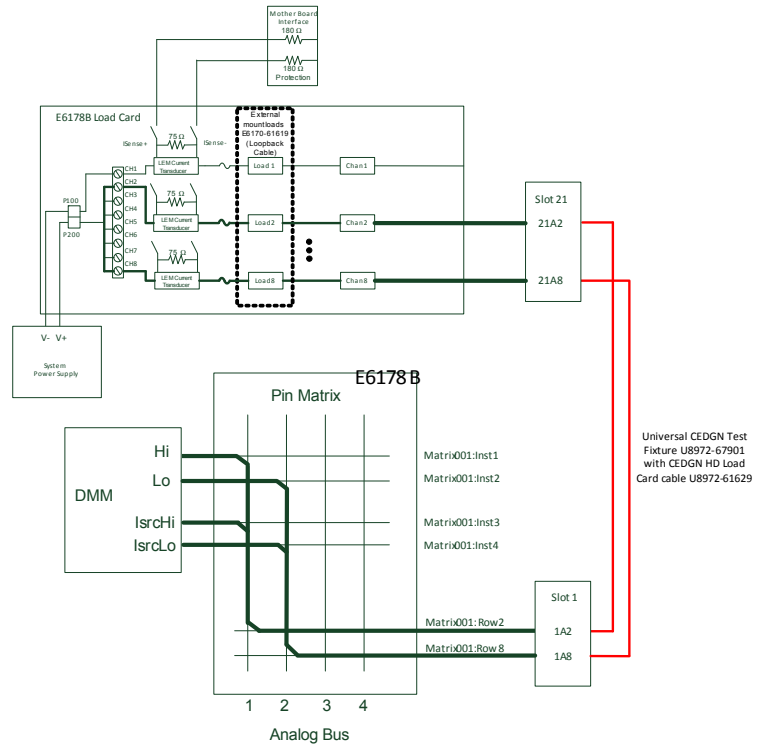 Mother Board
Interface
180 Ω
180 Ω
Protection
E6178B Load Card
ISense+
75 Ω
ISense-
LEM Current
Transducer
External
mountloads
E6170-61619
(Loopback
Cable)
Load 1
Chan 1
CH1
CH2
CH3
CH4
CH5
CH6
CH7
CH8
P100
P200
75 Ω
LEM Current
Transducer
Load2
Chan2
75 Ω
LEM Current
Transducer
Load8
Chan8
Slot 21
21A2
21A8
V- V+
System
Power Supply
E6178B
Pin Matrix
DMM
Hi
Lo
IsrcHi
IsrcLo
Matrix001:Inst1
Matrix001:Inst2
Matrix001:Inst3
Matrix001:Inst4
Matrix001:Row2
Matrix001:Row8
Universal CEDGN Test
Fixture U8972-67901
with CEDGN HD Load
Card cable U8972-61629
Slot 1
1A2
1A8
1 2 3 4
Analog Bus